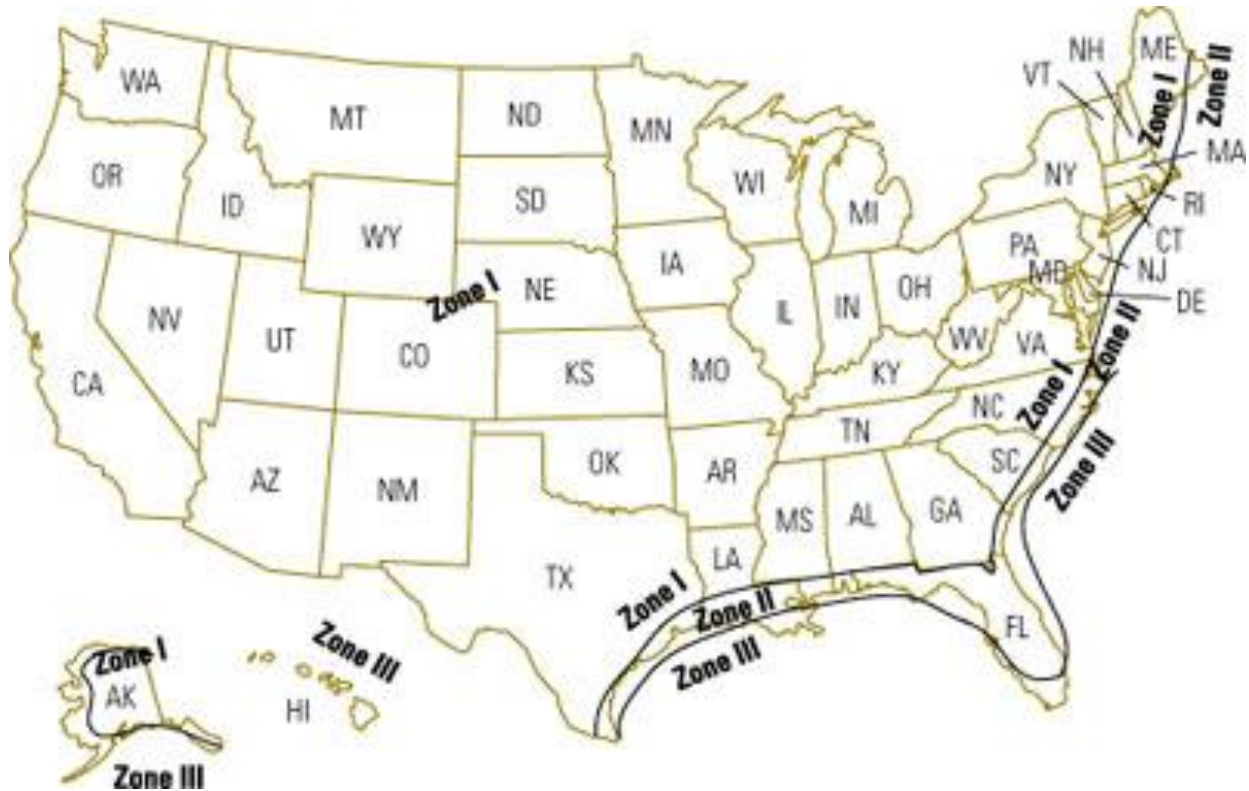 WA
MT
ND
MN
VT
NH
ME
Zone I
Zone II
OR
ID
SD
WI
MI
NY
MA
WY
RI
IA
PA
CT
NE
Zone I
MD
NJ
OH
DE
NV
UT
CO
IL
IN
WV
VA
Zone II
KS
MO
KY
CA
Zone I
NC
TN
Zone III
SC
OK
AR
AZ
NM
MS
AL
GA
LA
TX
Zone I
Zone II
FL
Zone III
Zone III
HI
Zone I
AK
Zone III